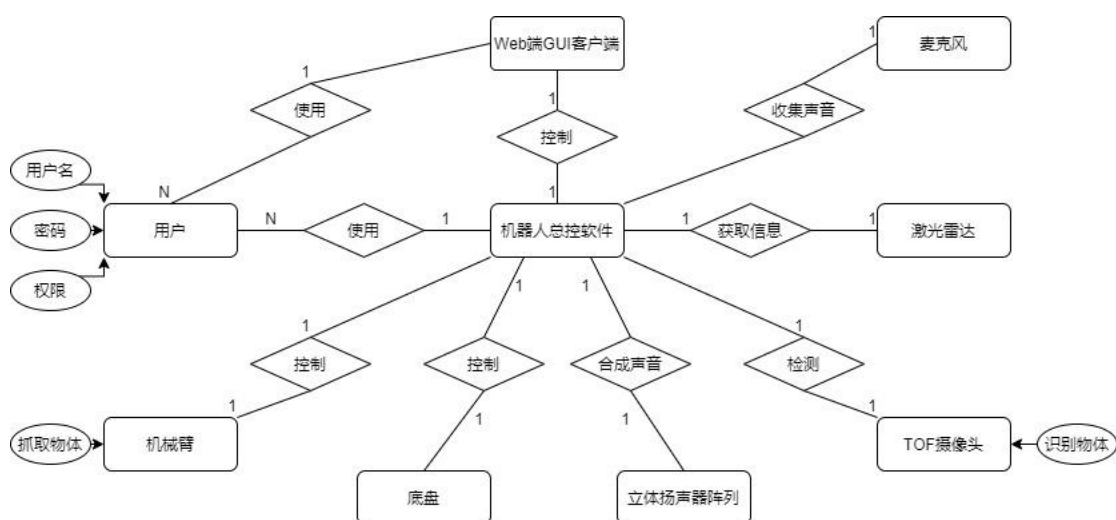 Web端GUI客户端
1
麦克风
1
使用
1
收集声音
1
控制
用户名
1
N
1
密码
用户
N
使用
1
机器人总控软件
1
获取信息
1
激光雷达
权限
1
1
1
1
1
控制
控制
合成声音
检测
1
1
1
1
抓取物体
机械臂
TOF摄像头
识别物体
底盘
立体扬声器阵列